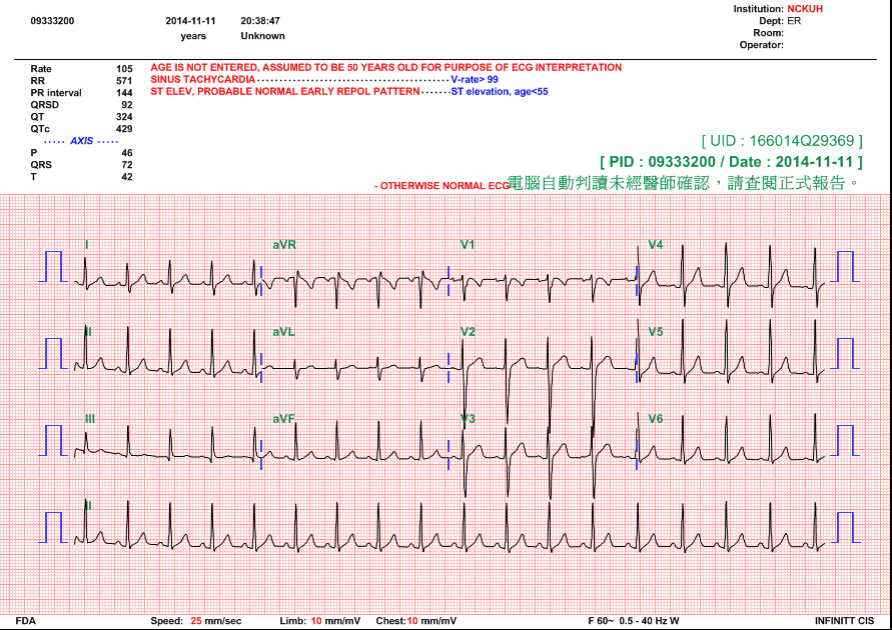 Institution: NCKUH
09333200 2014-11-11 20:38:47 Dept: ER
years Unknown Room:
Operator:
Rate 105 AGE IS NOT ENTERED, ASSUMED TO BE 50 YEARS OLD FOR PURPOSE OF ECG INTERPRETATION
RR 571 SINUS TACHYCARDIA V-rate> 99
PR interval 144 ST ELEV, PROBABLE NORMAL EARLY REPOL PATTERN ST elevation, age<55
QRSD 92
QT 324
QTc 429
AXIS
P 46
QRS 72
T 42
[ UID : 166014Q29369 ]
[ PID : 09333200 / Date : 2014-11-11 ]
- OTHERWISE NORMAL ECG 電腦自動判讀未經醫師確認，請查閱正式報告。
I aVR V1 V4
II aVL V2 V5
III aVF V3 V6
II
FDA Speed: 25 mm/sec Limb: 10 mm/mV Chest: 10 mm/mV F 60~ 0.5 - 40 Hz W INFINITT CIS